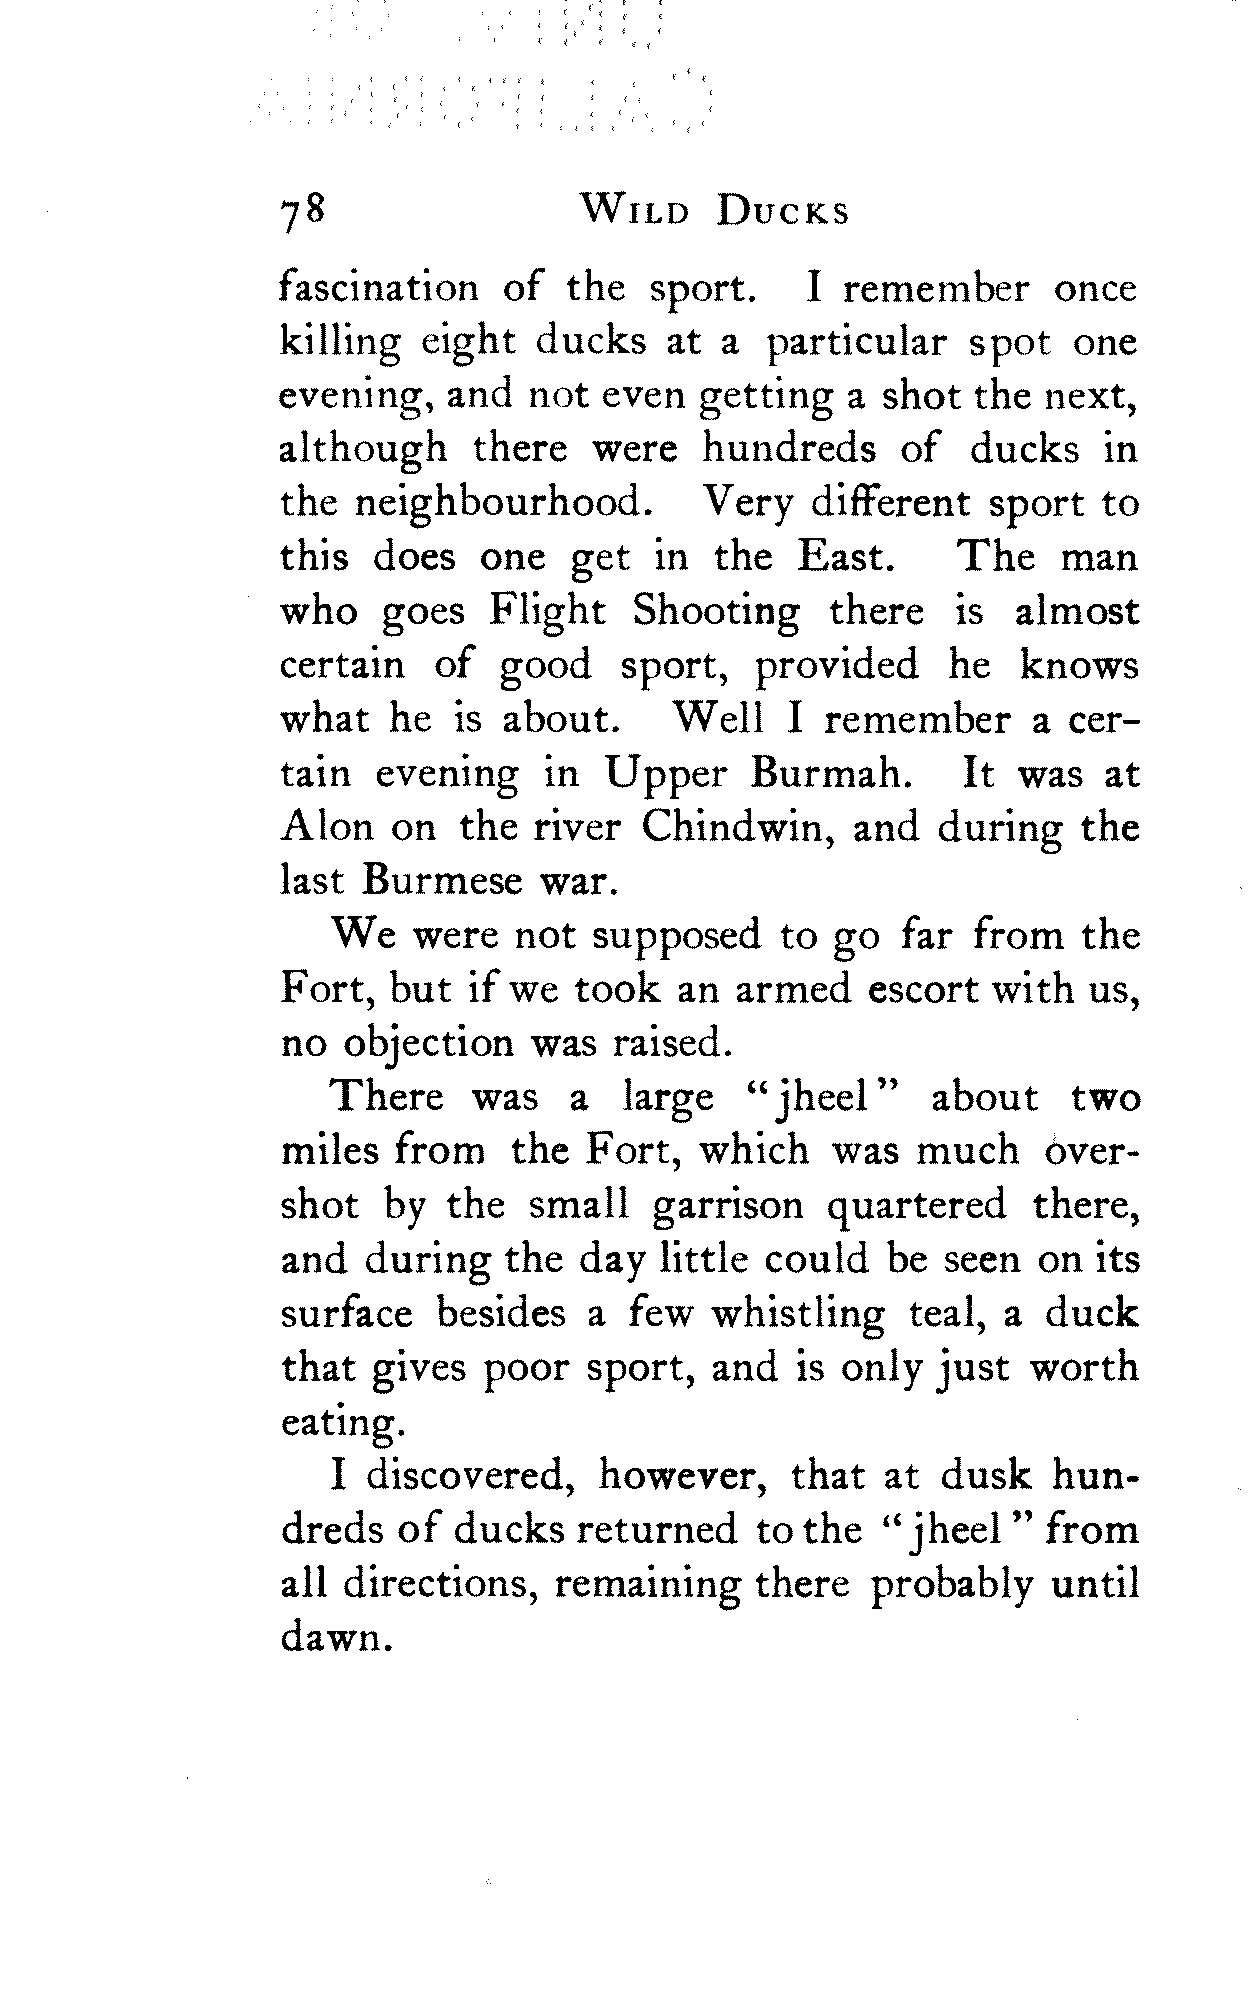 78 WILD DUCKS
fascination of the sport. I remember once
killing eight ducks at a particular spot one
evening, and not even getting a shot the next,
although there were hundreds of ducks in
the neighbourhood. Very different sport to
this does one get in the East. The man
who goes Flight Shooting there is almost
certain of good sport, provided he knows
what he is about. Well I remember a cer-
tain evening in Upper Burmah. It was at
Alon on the river Chindwin, and during the
last Burmese war.
We were not supposed to go far from the
Fort, but if we took an armed escort with us,
no objection was raised.
There was a large "jheel" about two
miles from the Fort, which was much over-
shot by the small garrison quartered there,
and during the day little could be seen on its
surface besides a few whistling teal, a duck
that gives poor sport, and is only just worth
eating.
I discovered, however, that at dusk hun-
dreds of ducks returned to the "jheel" from
all directions, remaining there probably until
dawn.